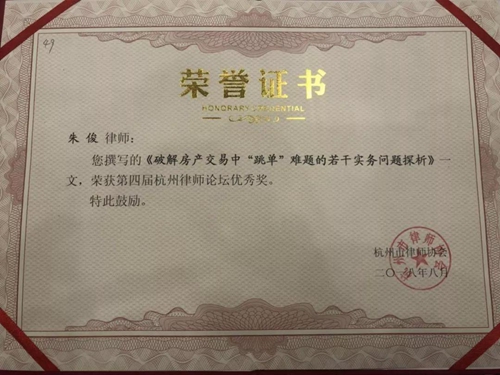 49
荣誉证书
HONORARY CREDENTIAL
朱 俊 律师:
您撰写的《破解房产交易中“跳单”难题的若干实务问题探析》一
文,荣获第四届杭州律师论坛优秀奖。
特此鼓励。
杭州市律师协会
二〇一八年八月